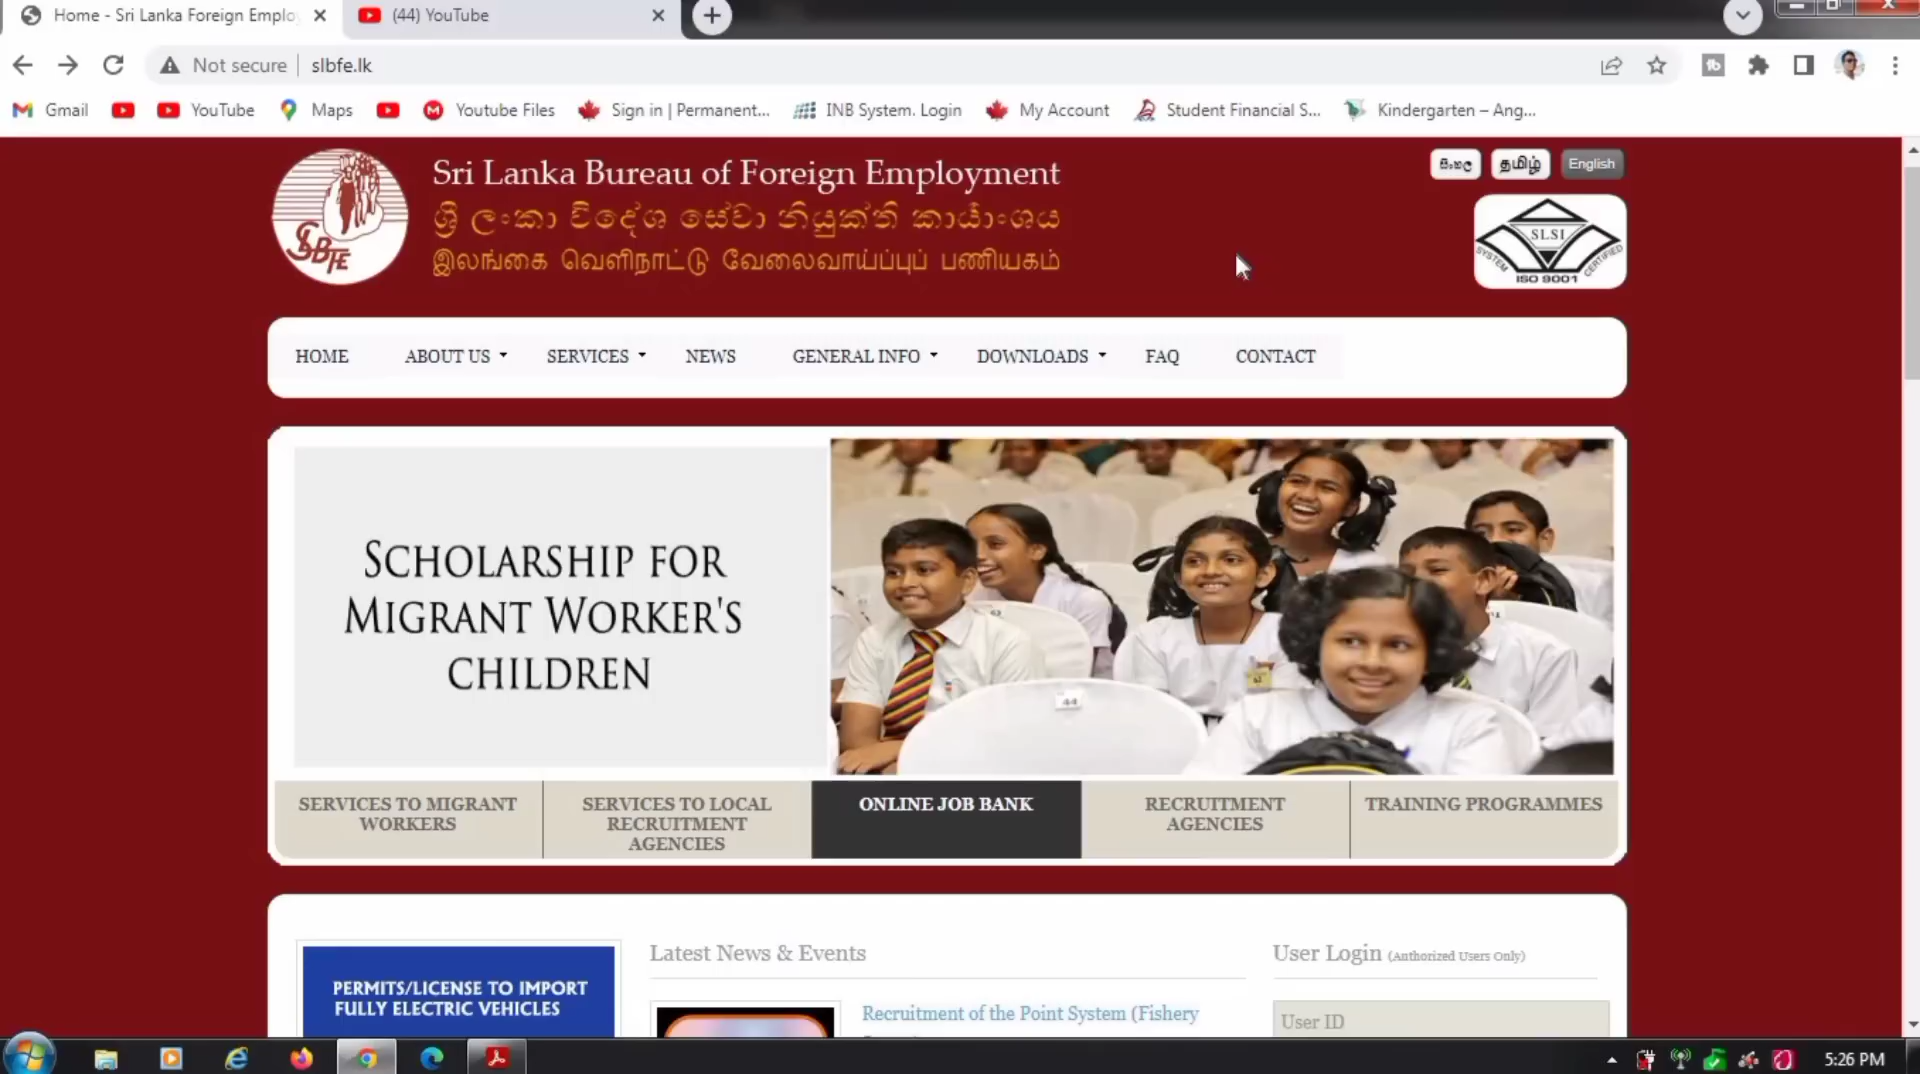 Home - Sri Lanka Foreign Emplo
(44) YouTube
Not secure
slbfe.lk
Gmail
YouTube
Maps
Youtube Files
Sign in | Permanent...
INB System. Login
My Account
Student Financial S...
Kindergarten – Ang...
Sri Lanka Bureau of Foreign Employment
ශ්‍රී ලංකා විදේශ සේවා නියුක්ති කාර්යාංශය
இலங்கை வெளிநாட்டு வேலைவாய்ப்புப் பணியகம்
සිංහල
தமிழ்
English
SLBFE
SLSI
SYSTEM CERTIFIED
ISO 9001
HOME
ABOUT US
SERVICES
NEWS
GENERAL INFO
DOWNLOADS
FAQ
CONTACT
SCHOLARSHIP FOR
MIGRANT WORKER'S
CHILDREN
44
SERVICES TO MIGRANT
WORKERS
SERVICES TO LOCAL
RECRUITMENT
AGENCIES
ONLINE JOB BANK
RECRUITMENT
AGENCIES
TRAINING PROGRAMMES
PERMITS/LICENSE TO IMPORT
FULLY ELECTRIC VEHICLES
Latest News & Events
Recruitment of the Point System (Fishery
User Login (Anthorized Users Only)
User ID
5:26 PM